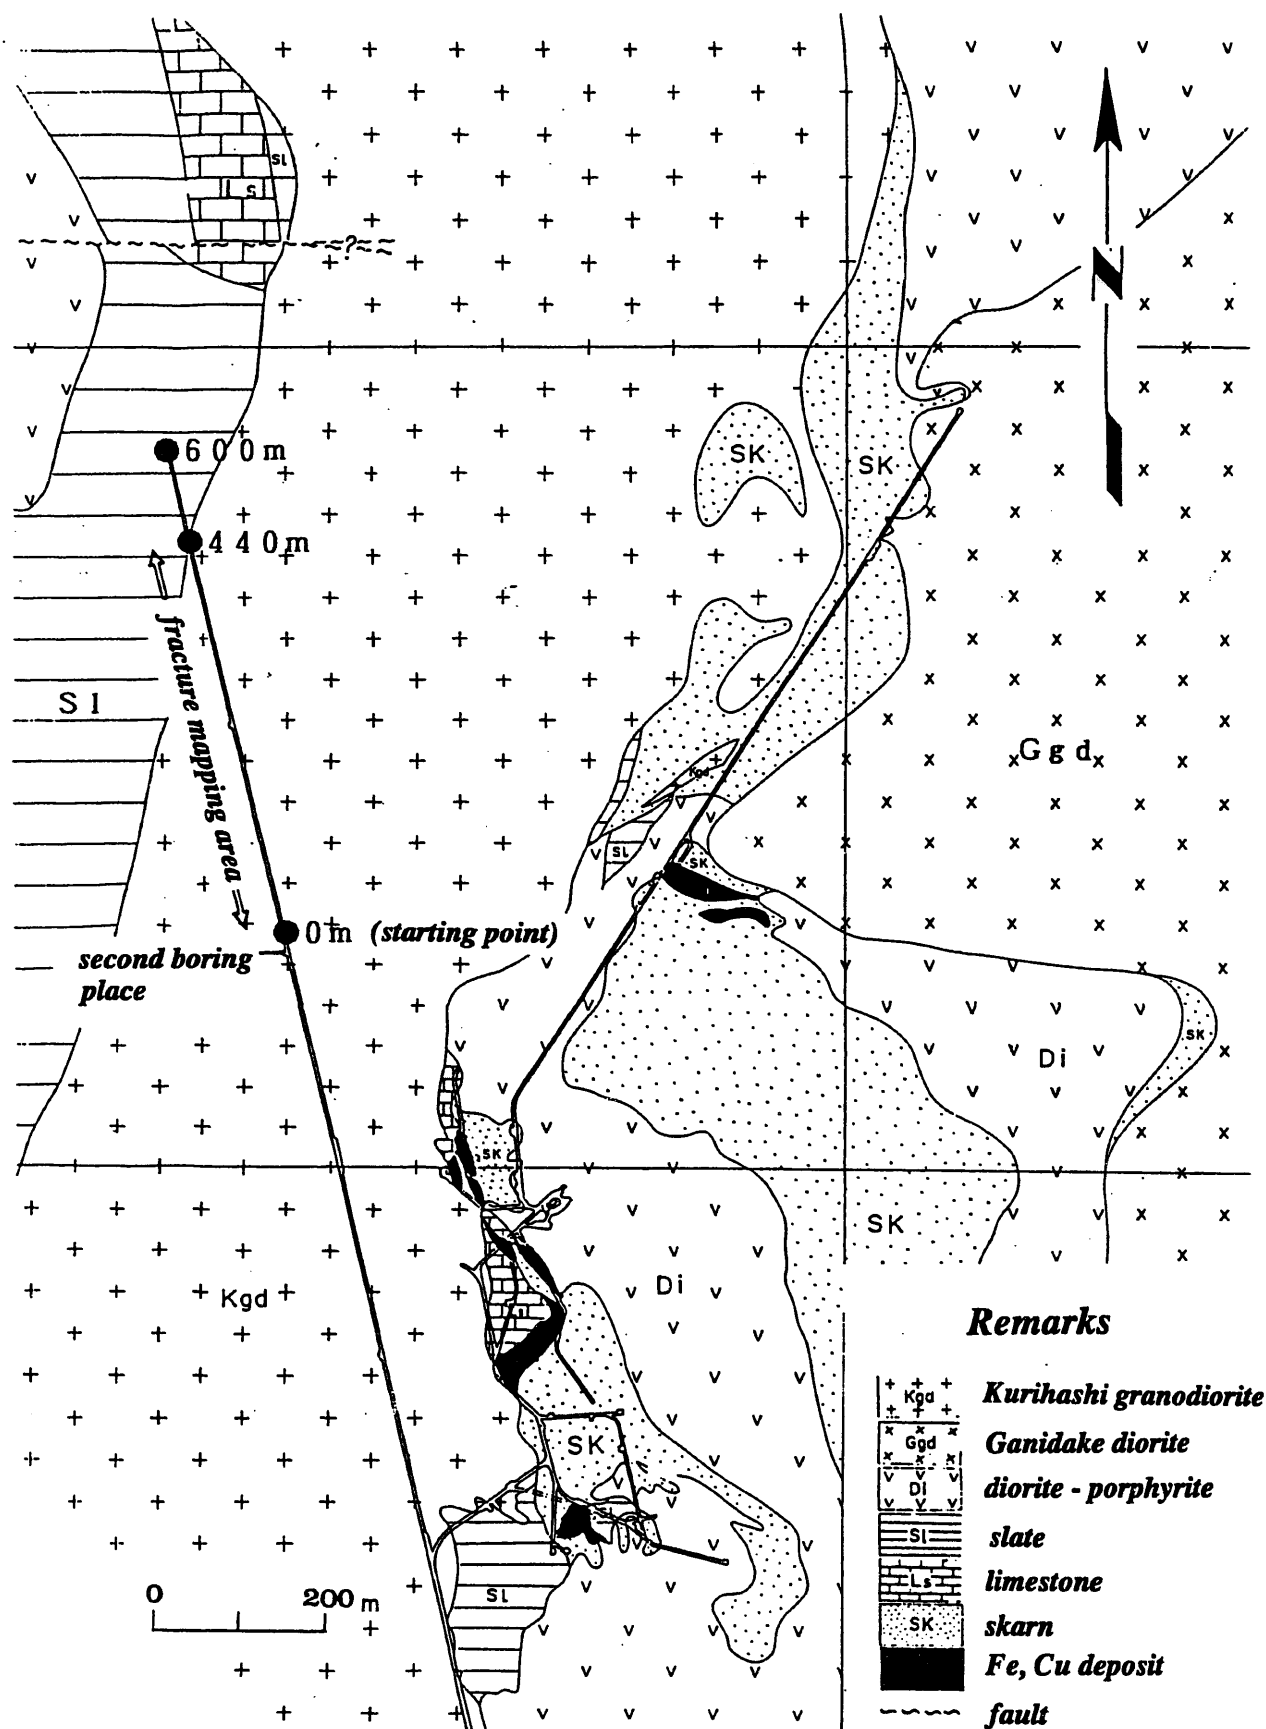 Sl
S
?
N
600m
SK
SK
440m
fracture mapping area
Sl
Ggd
Kgd
Sl
SK
0m (starting point)
second boring
place
SK
Di
SK
SK
Di
Kgd
SK
Sl
0
200 m
Remarks
Kgd
Kurihashi granodiorite
Ggd
Ganidake diorite
Di
diorite - porphyrite
Sl
slate
Ls
limestone
SK
skarn
Fe, Cu deposit
fault